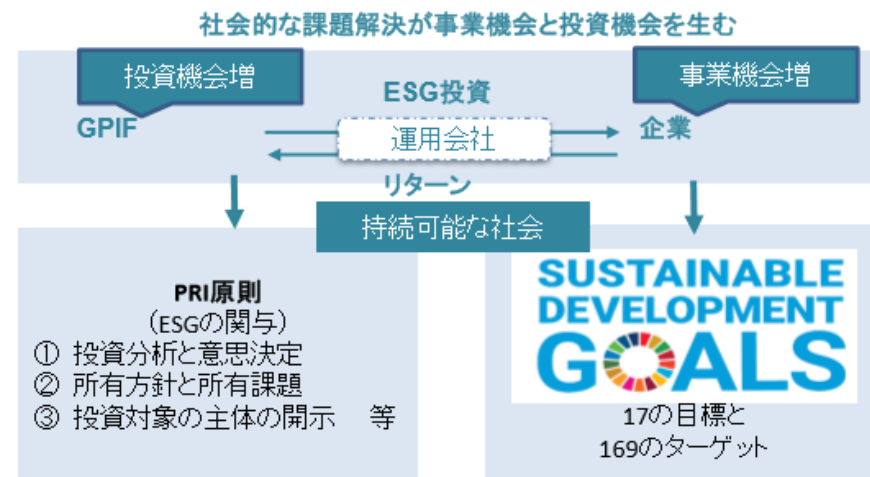 社会的な課題解決が事業機会と投資機会を生む
投資機会増
事業機会増
ESG投資
GPIF
運用会社
企業
リターン
持続可能な社会
PRI原則
（ESGの関与）
① 投資分析と意思決定
② 所有方針と所有課題
③ 投資対象の主体の開示　等
SUSTAINABLE
DEVELOPMENT
GOALS
17の目標と
169のターゲット